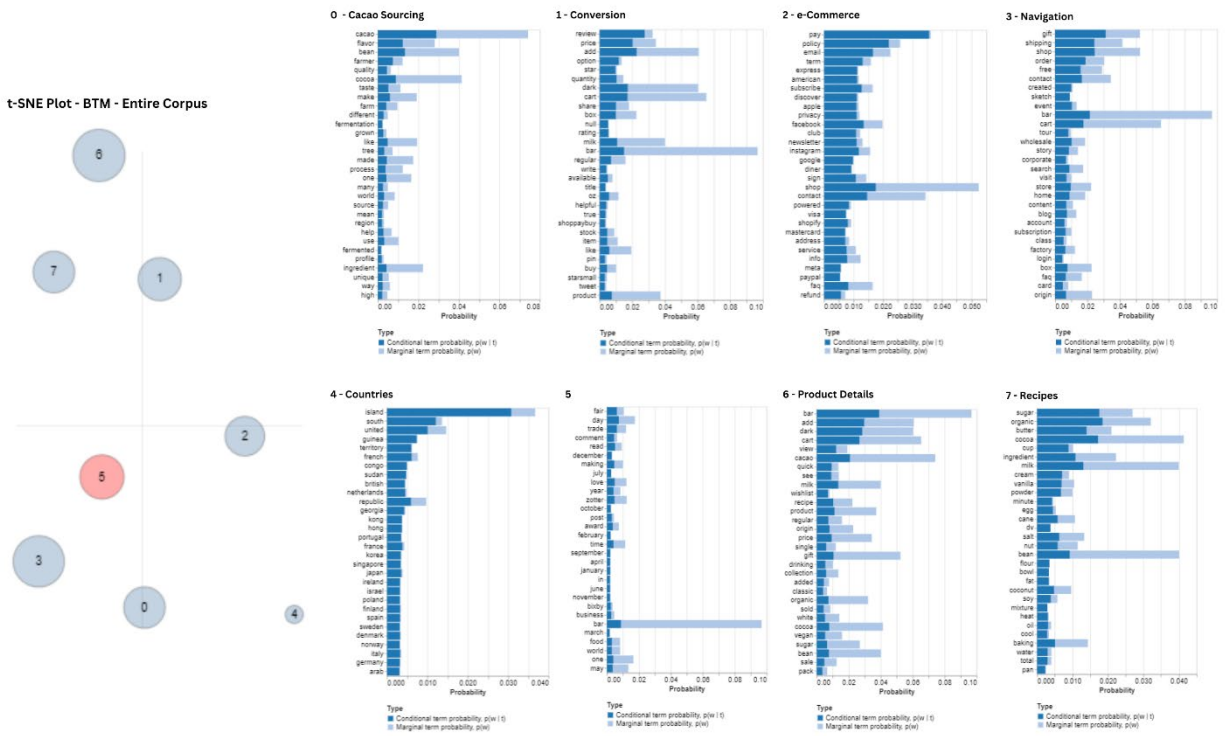 t-SNE Plot - BTM - Entire Corpus
6
7
1
2
5
3
0
4
0 - Cacao Sourcing
cacao
flavor
bean
farmer
quality
cocoa
taste
make
farm
different
fermentation
grown
like
tree
made
process
one
many
world
source
mean
region
help
use
fermented
profile
ingredient
unique
way
high
0.00 0.02 0.04 0.06 0.08
Probability
Type
Conditional term probability, p(w | t)
Marginal term probability, p(w)
1 - Conversion
review
price
add
option
star
quantity
dark
cart
share
box
null
rating
milk
bar
regular
write
available
title
oz
helpful
true
shoppaybuy
stock
item
like
pin
buy
starsmall
tweet
product
0.00 0.02 0.04 0.06 0.08 0.10
Probability
Type
Conditional term probability, p(w | t)
Marginal term probability, p(w)
2 - e-Commerce
pay
policy
email
term
express
american
subscribe
discover
apple
privacy
facebook
club
newsletter
instagram
google
diner
sign
shop
contact
powered
visa
shopify
mastercard
address
service
info
meta
paypal
faq
refund
0.000 0.010 0.020 0.030 0.040 0.050
Probability
Type
Conditional term probability, p(w | t)
Marginal term probability, p(w)
3 - Navigation
gift
shipping
shop
order
free
contact
created
sketch
event
bar
cart
tour
wholesale
story
corporate
search
visit
store
home
content
blog
account
subscription
class
factory
login
box
faq
card
origin
0.00 0.02 0.04 0.06 0.08 0.10
Probability
Type
Conditional term probability, p(w | t)
Marginal term probability, p(w)
4 - Countries
island
south
united
guinea
territory
french
congo
sudan
british
netherlands
republic
georgia
kong
hong
portugal
france
korea
singapore
japan
ireland
israel
poland
finland
spain
sweden
denmark
norway
italy
germany
arab
0.000 0.010 0.020 0.030 0.040
Probability
Type
Conditional term probability, p(w | t)
Marginal term probability, p(w)
5
fair
day
trade
comment
read
december
making
july
love
year
zotter
october
post
award
february
time
september
april
january
in
june
november
bixby
business
bar
march
food
world
one
may
0.00 0.02 0.04 0.06 0.08 0.10
Probability
Type
Conditional term probability, p(w | t)
Marginal term probability, p(w)
6 - Product Details
bar
add
dark
cart
view
cacao
quick
see
milk
wishlist
recipe
product
regular
origin
price
single
gift
drinking
collection
added
classic
organic
sold
white
cocoa
vegan
sugar
bean
sale
pack
0.00 0.02 0.04 0.06 0.08 0.10
Probability
Type
Conditional term probability, p(w | t)
Marginal term probability, p(w)
7 - Recipes
sugar
organic
butter
cocoa
cup
ingredient
milk
cream
vanilla
powder
minute
egg
cane
dv
salt
nut
bean
flour
bowl
fat
coconut
soy
mixture
heat
oil
cool
baking
water
total
pan
0.000 0.010 0.020 0.030 0.040
Probability
Type
Conditional term probability, p(w | t)
Marginal term probability, p(w)